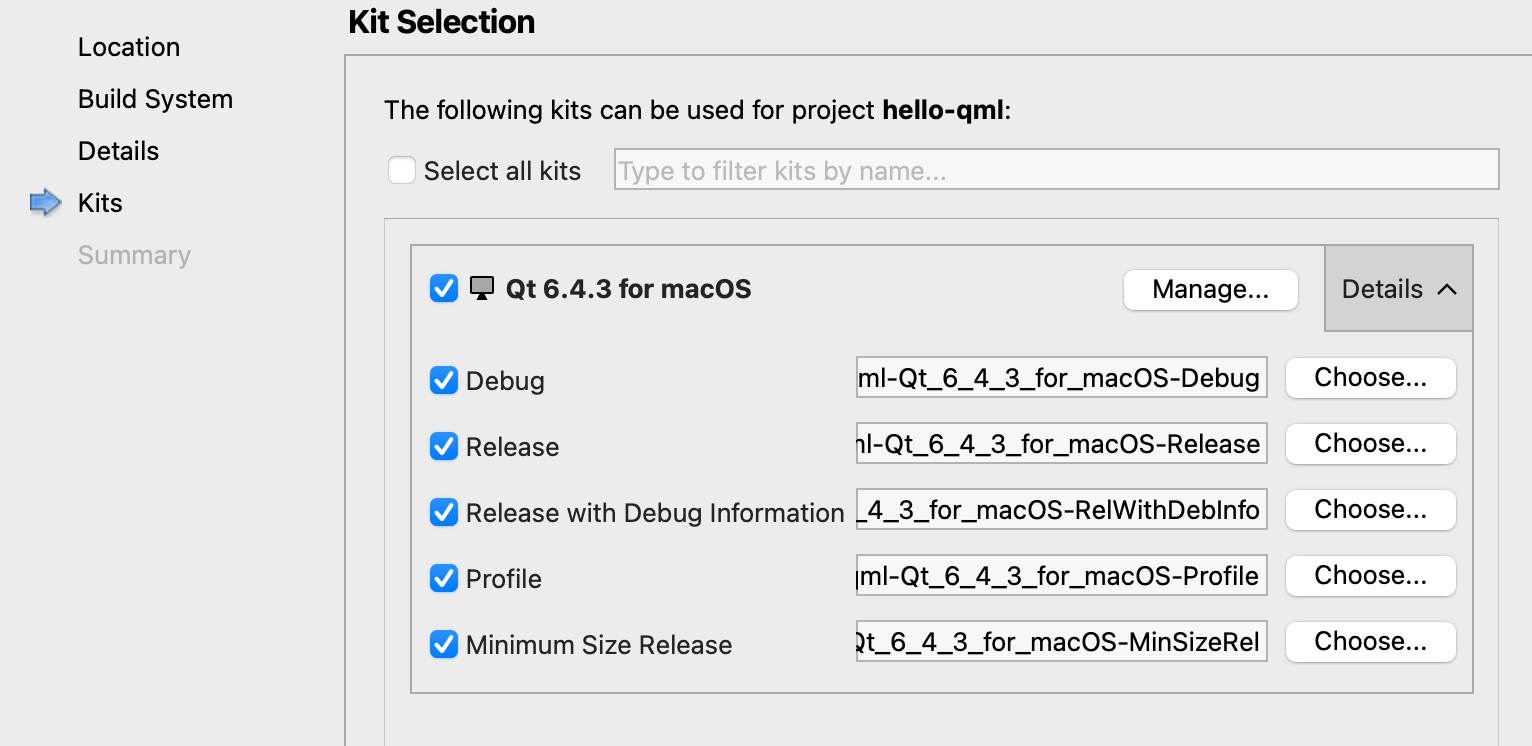 Kit Selection
Location
Build System
Details
Kits
Summary
The following kits can be used for project hello-qml:
Select all kits
Type to filter kits by name...
Qt 6.4.3 for macOS
Manage...
Details
Debug
ml-Qt_6_4_3_for_macOS-Debug
Choose...
Release
l-Qt_6_4_3_for_macOS-Release
Choose...
Release with Debug Information
_4_3_for_macOS-RelWithDebInfo
Choose...
Profile
ml-Qt_6_4_3_for_macOS-Profile
Choose...
Minimum Size Release
Qt_6_4_3_for_macOS-MinSizeRel
Choose...